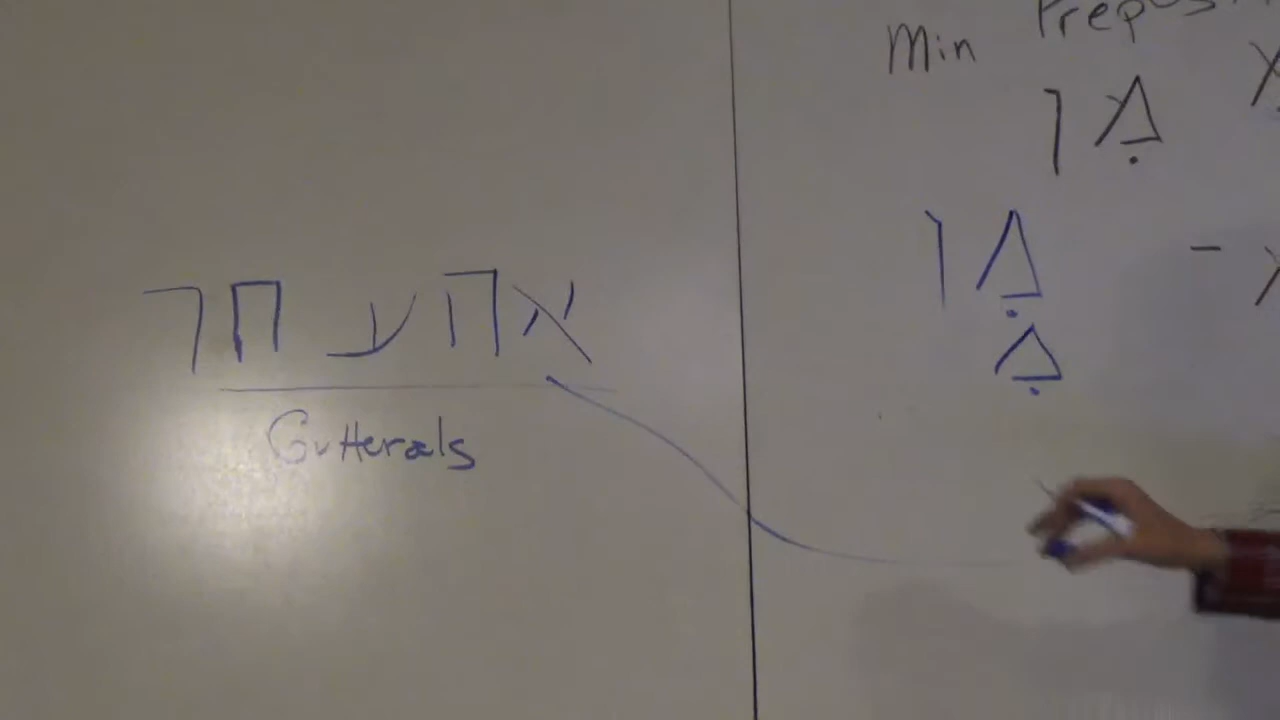 Min
מִן
מִן
מִ
א ה ע ח ר
Gutterals